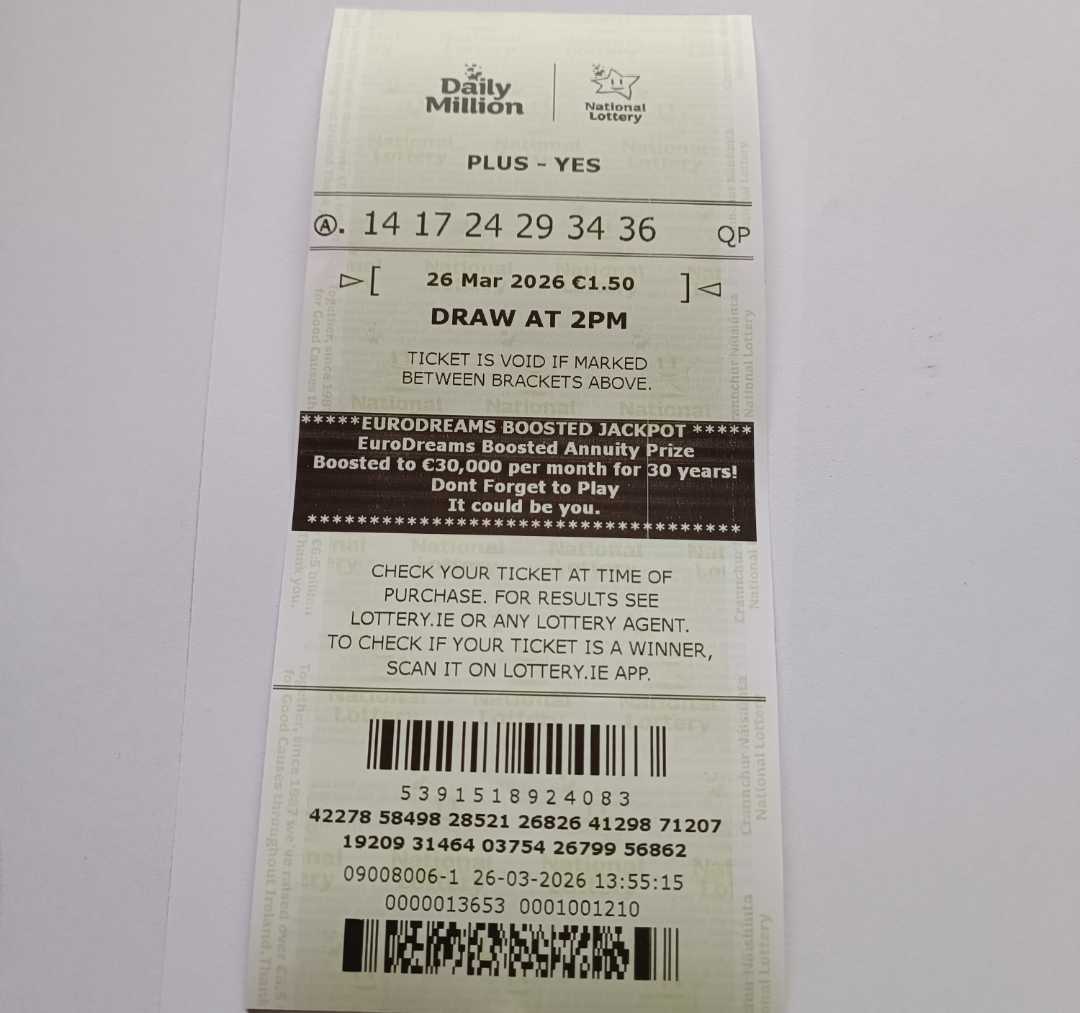 Daily
Million
National
Lottery
PLUS - YES
Ⓐ. 14 17 24 29 34 36 QP
[ 26 Mar 2026 €1.50 ]
DRAW AT 2PM
TICKET IS VOID IF MARKED
BETWEEN BRACKETS ABOVE.
*****EURODREAMS BOOSTED JACKPOT *****
EuroDreams Boosted Annuity Prize
Boosted to €30,000 per month for 30 years!
Dont Forget to Play
It could be you.
***********************************
CHECK YOUR TICKET AT TIME OF
PURCHASE. FOR RESULTS SEE
LOTTERY.IE OR ANY LOTTERY AGENT.
TO CHECK IF YOUR TICKET IS A WINNER,
SCAN IT ON LOTTERY.IE APP.
5391518924083
42278 58498 28521 26826 41298 71207
19209 31464 03754 26799 56862
09008006-1 26-03-2026 13:55:15
0000013653 0001001210